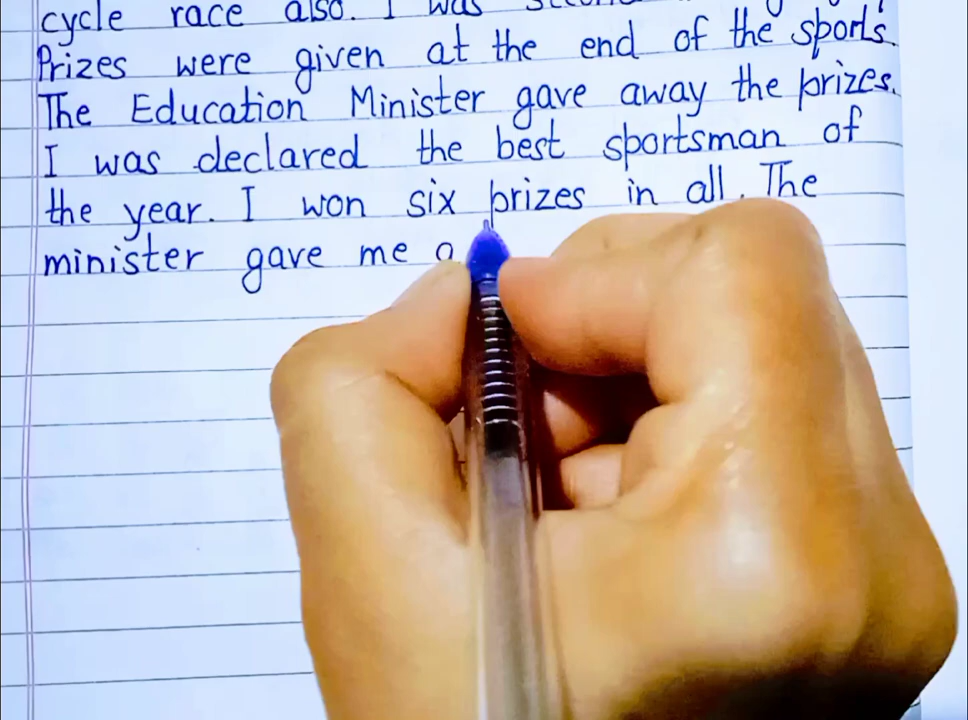 cycle race also. I was
Prizes were given at the end of the sports.
The Education Minister gave away the prizes.
I was declared the best sportsman of
the year. I won six prizes in all. The
minister gave me a